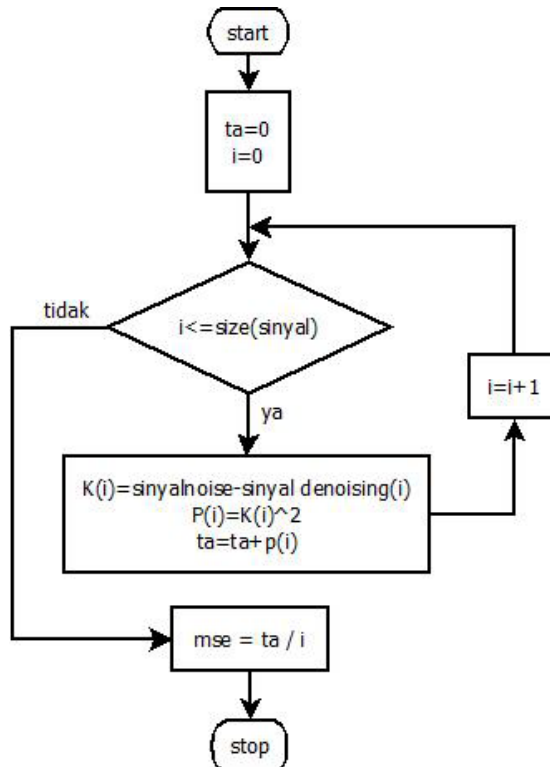 start
ta=0
i=0
i<=size(sinyal)
tidak
ya
i=i+1
K(i)=sinyalnoise-sinyal denoising(i)
P(i)=K(i)^2
ta=ta+p(i)
mse = ta / i
stop